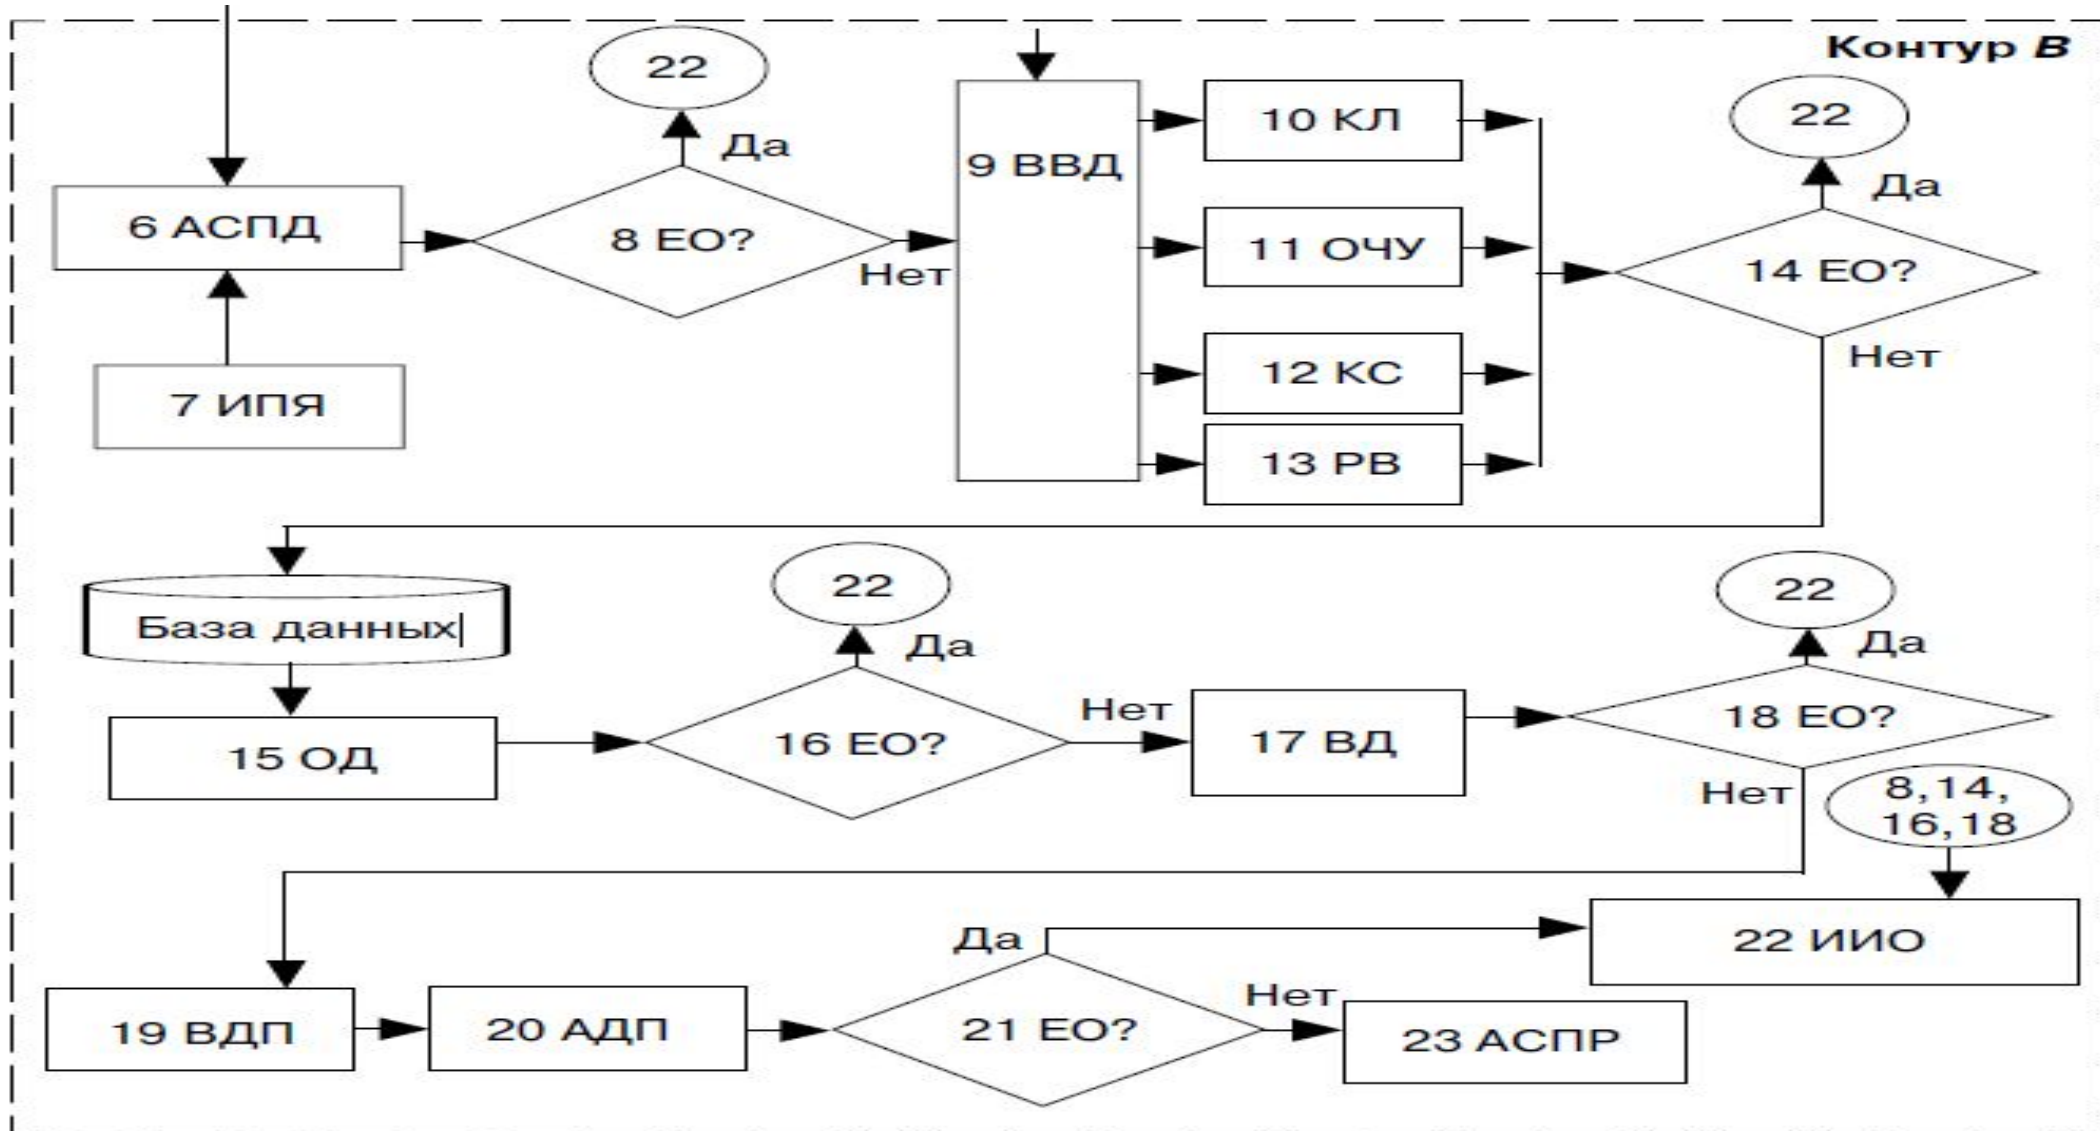 Контур В
22
Да
6 АСПД
8 ЕО?
Нет
7 ИПЯ
9 ВВД
10 КЛ
11 ОЧУ
12 КС
13 РВ
22
Да
14 ЕО?
Нет
База данных
15 ОД
22
Да
16 ЕО?
Нет
17 ВД
22
Да
18 ЕО?
Нет
8,14,
16,18
19 ВДП
20 АДП
Да
21 ЕО?
Нет
22 ИИО
23 АСПР